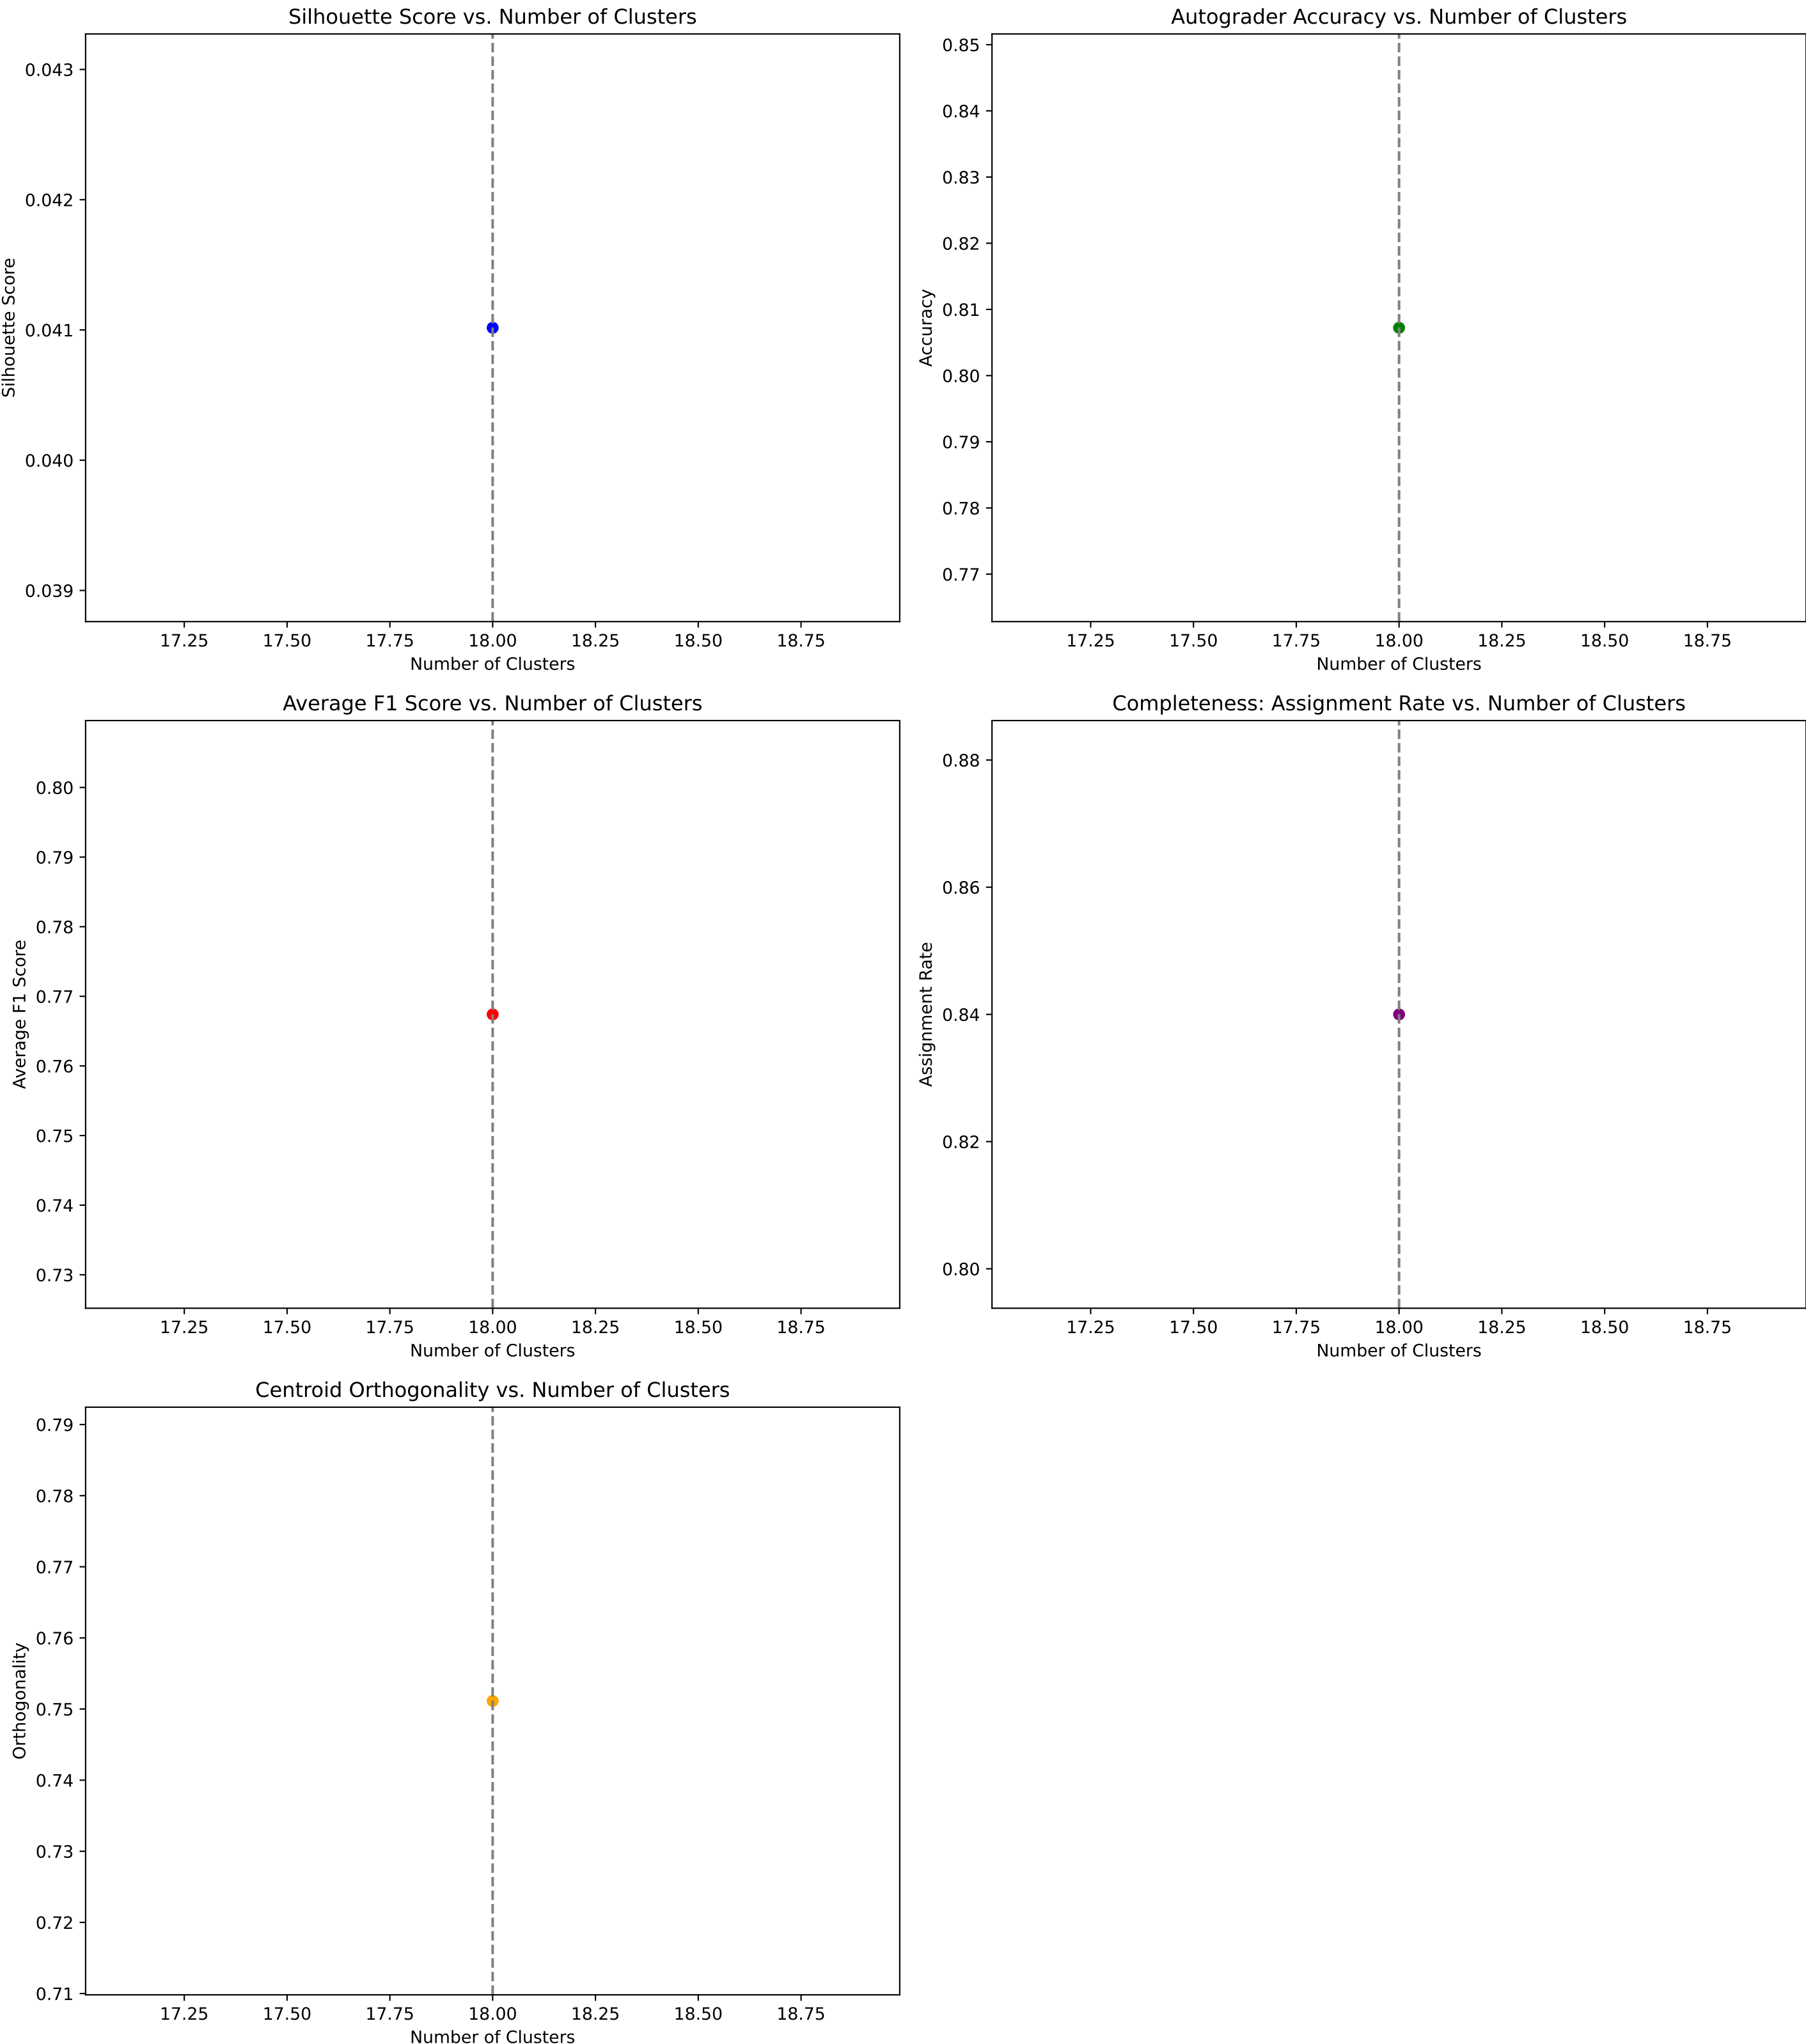 Silhouette Score vs. Number of Clusters
0.043
0.042
0.041
0.040
0.039
Silhouette Score
17.25 17.50 17.75 18.00 18.25 18.50 18.75
Number of Clusters
Autograder Accuracy vs. Number of Clusters
0.85
0.84
0.83
0.82
0.81
0.80
0.79
0.78
0.77
Accuracy
17.25 17.50 17.75 18.00 18.25 18.50 18.75
Number of Clusters
Average F1 Score vs. Number of Clusters
0.80
0.79
0.78
0.77
0.76
0.75
0.74
0.73
Average F1 Score
17.25 17.50 17.75 18.00 18.25 18.50 18.75
Number of Clusters
Completeness: Assignment Rate vs. Number of Clusters
0.88
0.86
0.84
0.82
0.80
Assignment Rate
17.25 17.50 17.75 18.00 18.25 18.50 18.75
Number of Clusters
Centroid Orthogonality vs. Number of Clusters
0.79
0.78
0.77
0.76
0.75
0.74
0.73
0.72
0.71
Orthogonality
17.25 17.50 17.75 18.00 18.25 18.50 18.75
Number of Clusters